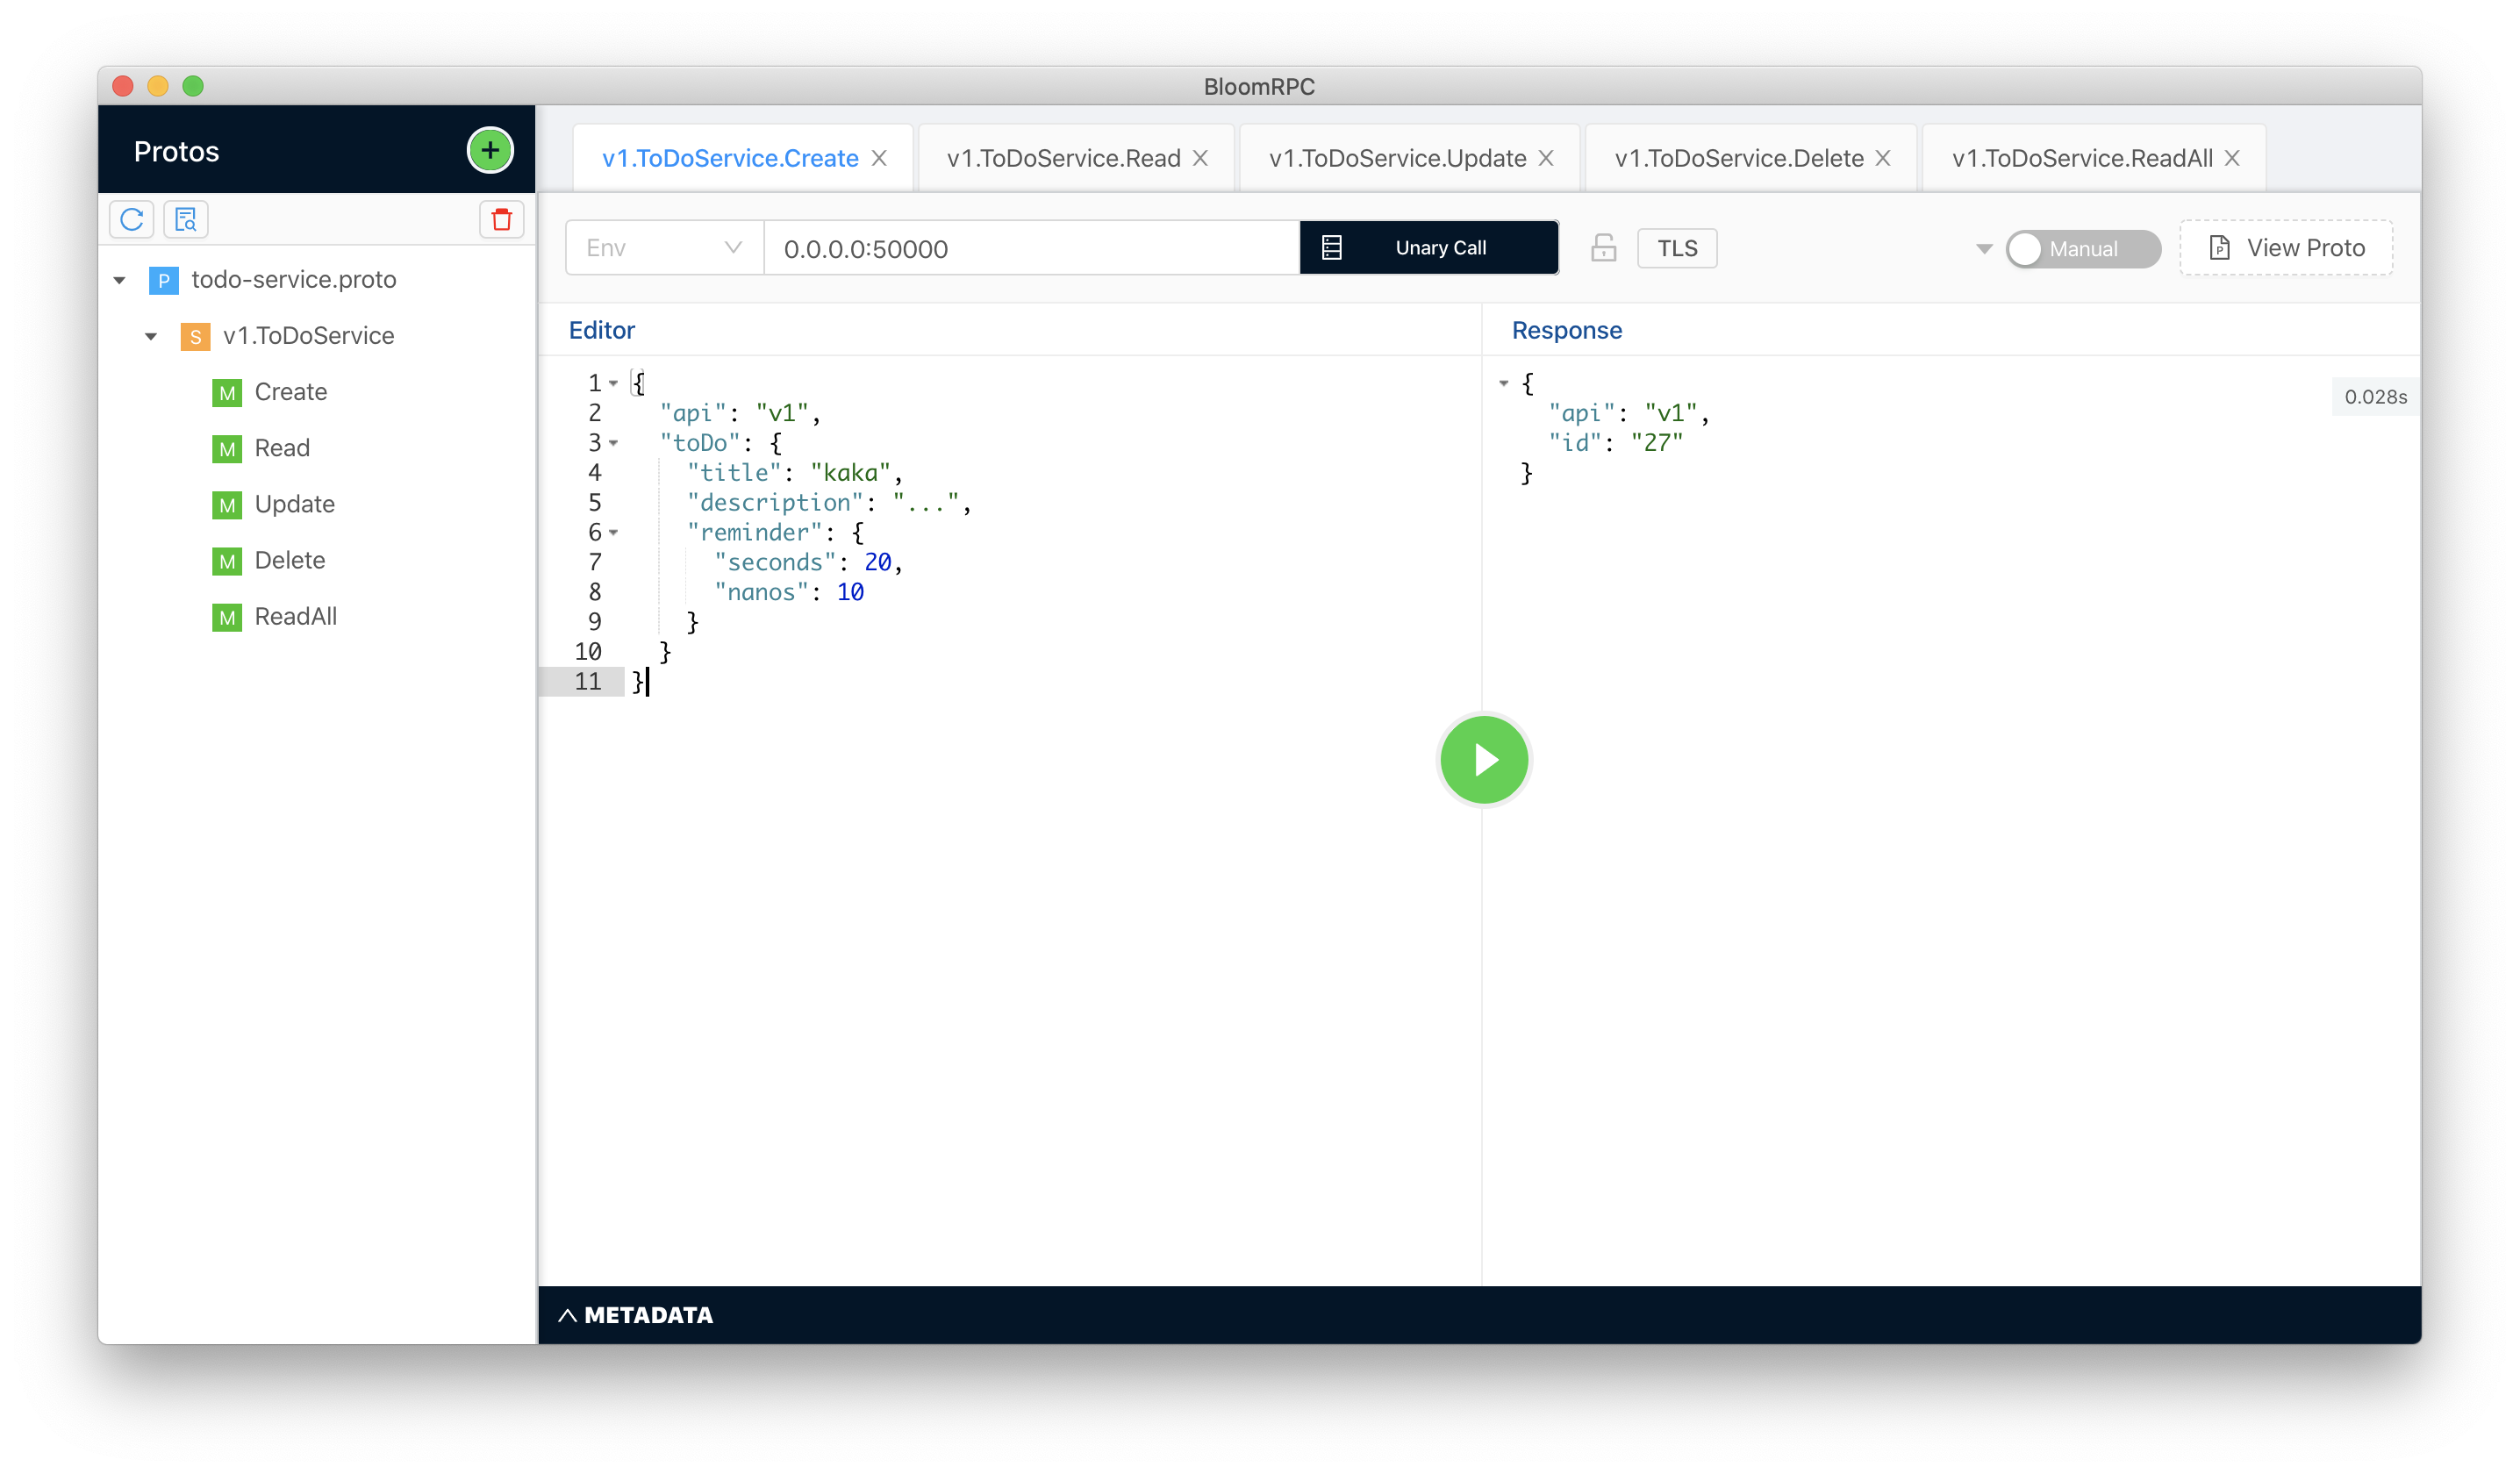 BloomRPC
Protos
v1.ToDoService.Create X v1.ToDoService.Read X v1.ToDoService.Update X v1.ToDoService.Delete X v1.ToDoService.ReadAll X
Env 0.0.0.0:50000 Unary Call TLS Manual View Proto
P todo-service.proto
S v1.ToDoService
M Create
M Read
M Update
M Delete
M ReadAll
Editor
1 {
2 "api": "v1",
3 "toDo": {
4 "title": "kaka",
5 "description": "...",
6 "reminder": {
7 "seconds": 20,
8 "nanos": 10
9 }
10 }
11 }
Response
{
"api": "v1",
"id": "27"
}
0.028s
METADATA